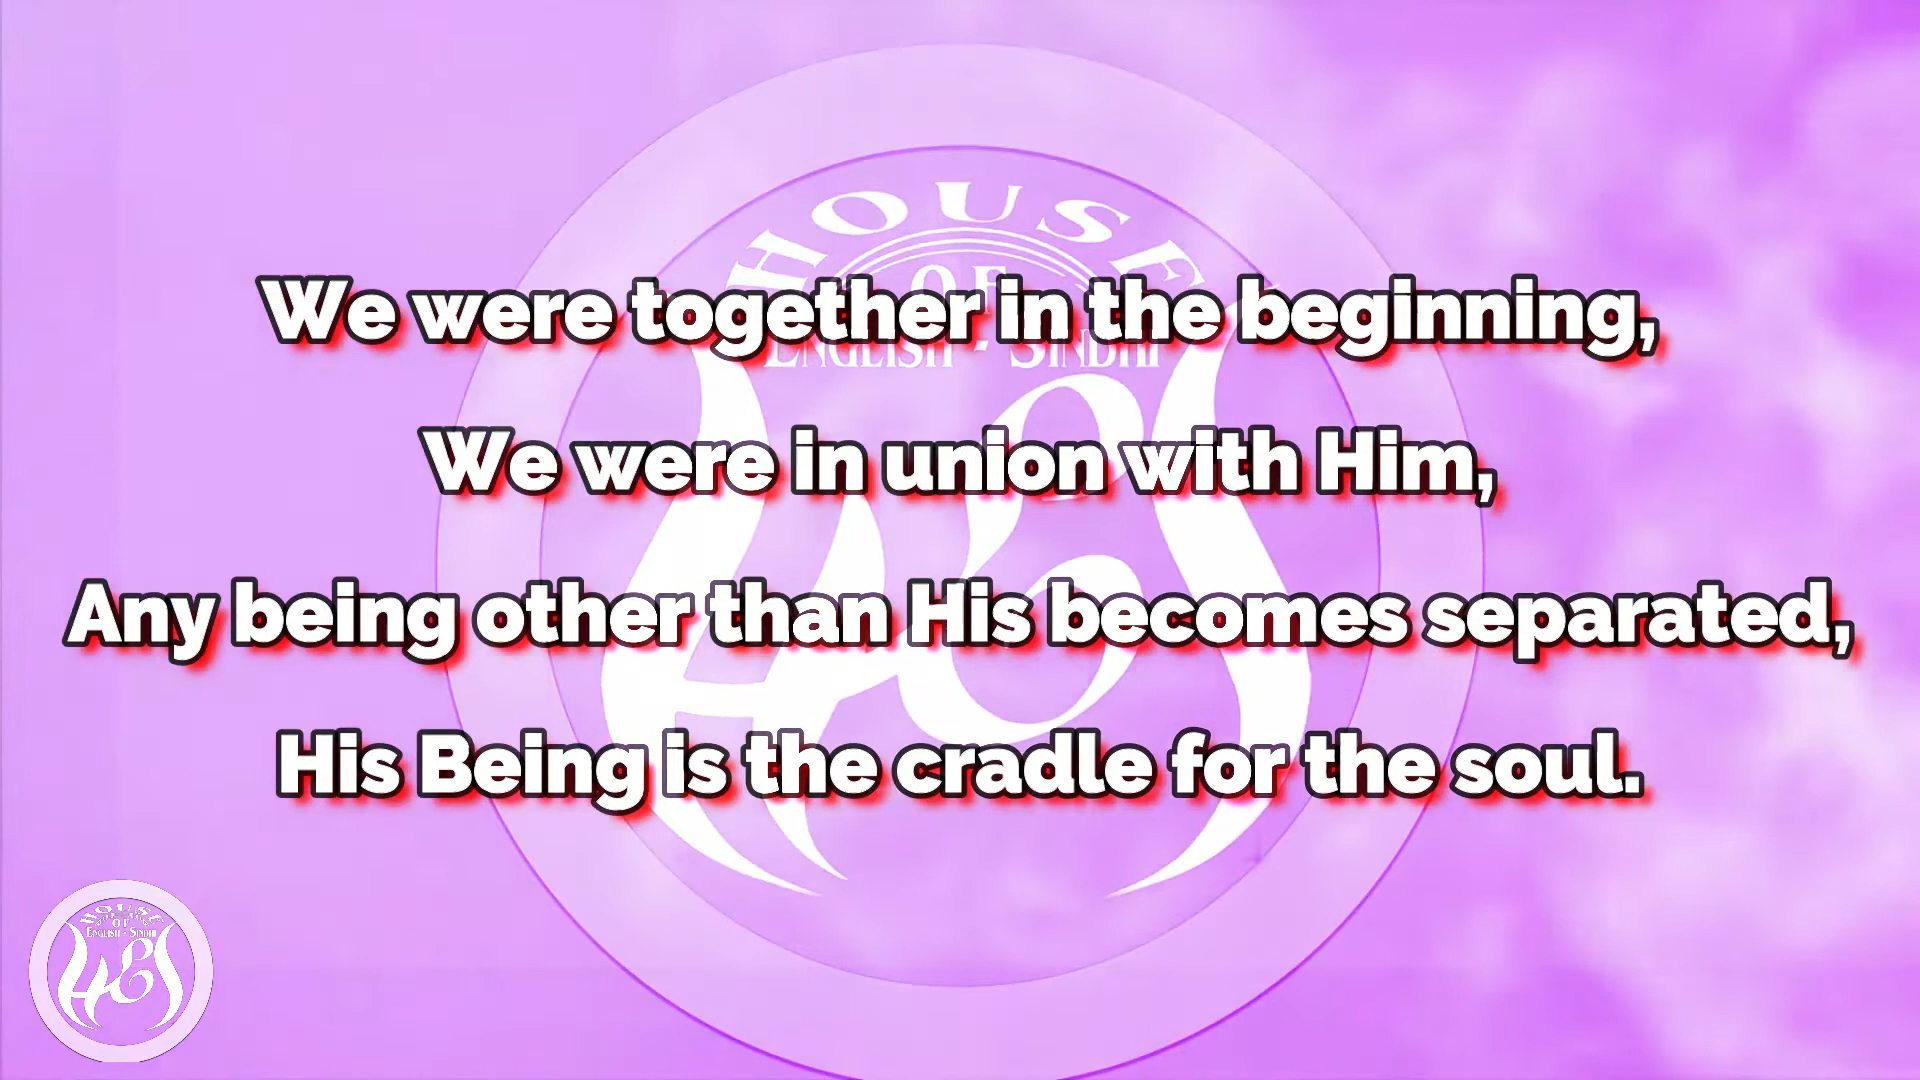 HOUSE
OF
ENGLISH - SINDHI
We were together in the beginning,
We were in union with Him,
Any being other than His becomes separated,
His Being is the cradle for the soul.
HOUSE
OF
ENGLISH - SINDHI